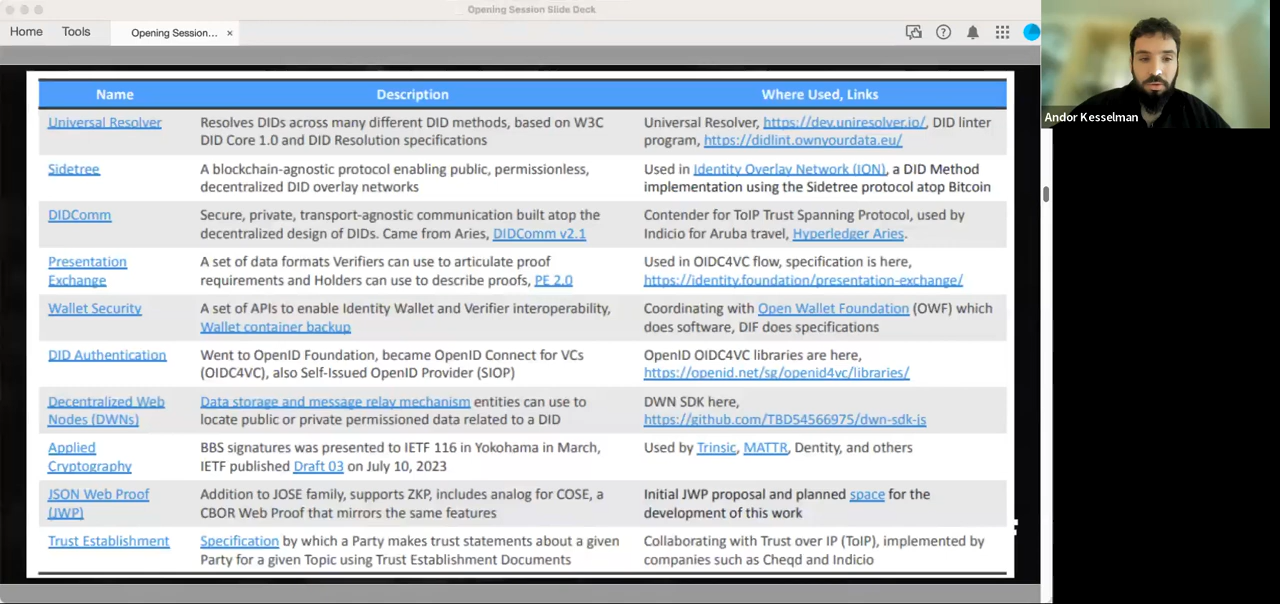 Opening Session Slide Deck
Home Tools Opening Session... ×
Andor Kesselman
Name Description Where Used, Links
Universal Resolver
Resolves DIDs across many different DID methods, based on W3C
DID Core 1.0 and DID Resolution specifications
Universal Resolver, https://dev.uniresolver.io/, DID linter
program, https://didlint.ownyourdata.eu/
Sidetree
A blockchain-agnostic protocol enabling public, permissionless,
decentralized DID overlay networks
Used in Identity Overlay Network (ION), a DID Method
implementation using the Sidetree protocol atop Bitcoin
DIDComm
Secure, private, transport-agnostic communication built atop the
decentralized design of DIDs. Came from Aries, DIDComm v2.1
Contender for ToIP Trust Spanning Protocol, used by
Indicio for Aruba travel, Hyperledger Aries.
Presentation
Exchange
A set of data formats Verifiers can use to articulate proof
requirements and Holders can use to describe proofs, PE 2.0
Used in OIDC4VC flow, specification is here,
https://identity.foundation/presentation-exchange/
Wallet Security
A set of APIs to enable Identity Wallet and Verifier interoperability,
Wallet container backup
Coordinating with Open Wallet Foundation (OWF) which
does software, DIF does specifications
DID Authentication
Went to OpenID Foundation, became OpenID Connect for VCs
(OIDC4VC), also Self-Issued OpenID Provider (SIOP)
OpenID OIDC4VC libraries are here,
https://openid.net/sg/openid4vc/libraries/
Decentralized Web
Nodes (DWNs)
Data storage and message relay mechanism entities can use to
locate public or private permissioned data related to a DID
DWN SDK here,
https://github.com/TBD54566975/dwn-sdk-js
Applied
Cryptography
BBS signatures was presented to IETF 116 in Yokohama in March,
IETF published Draft 03 on July 10, 2023
Used by Trinsic, MATTR, Dentity, and others
JSON Web Proof
(JWP)
Addition to JOSE family, supports ZKP, includes analog for COSE, a
CBOR Web Proof that mirrors the same features
Initial JWP proposal and planned space for the
development of this work
Trust Establishment
Specification by which a Party makes trust statements about a given
Party for a given Topic using Trust Establishment Documents
Collaborating with Trust over IP (ToIP), implemented by
companies such as Cheqd and Indicio